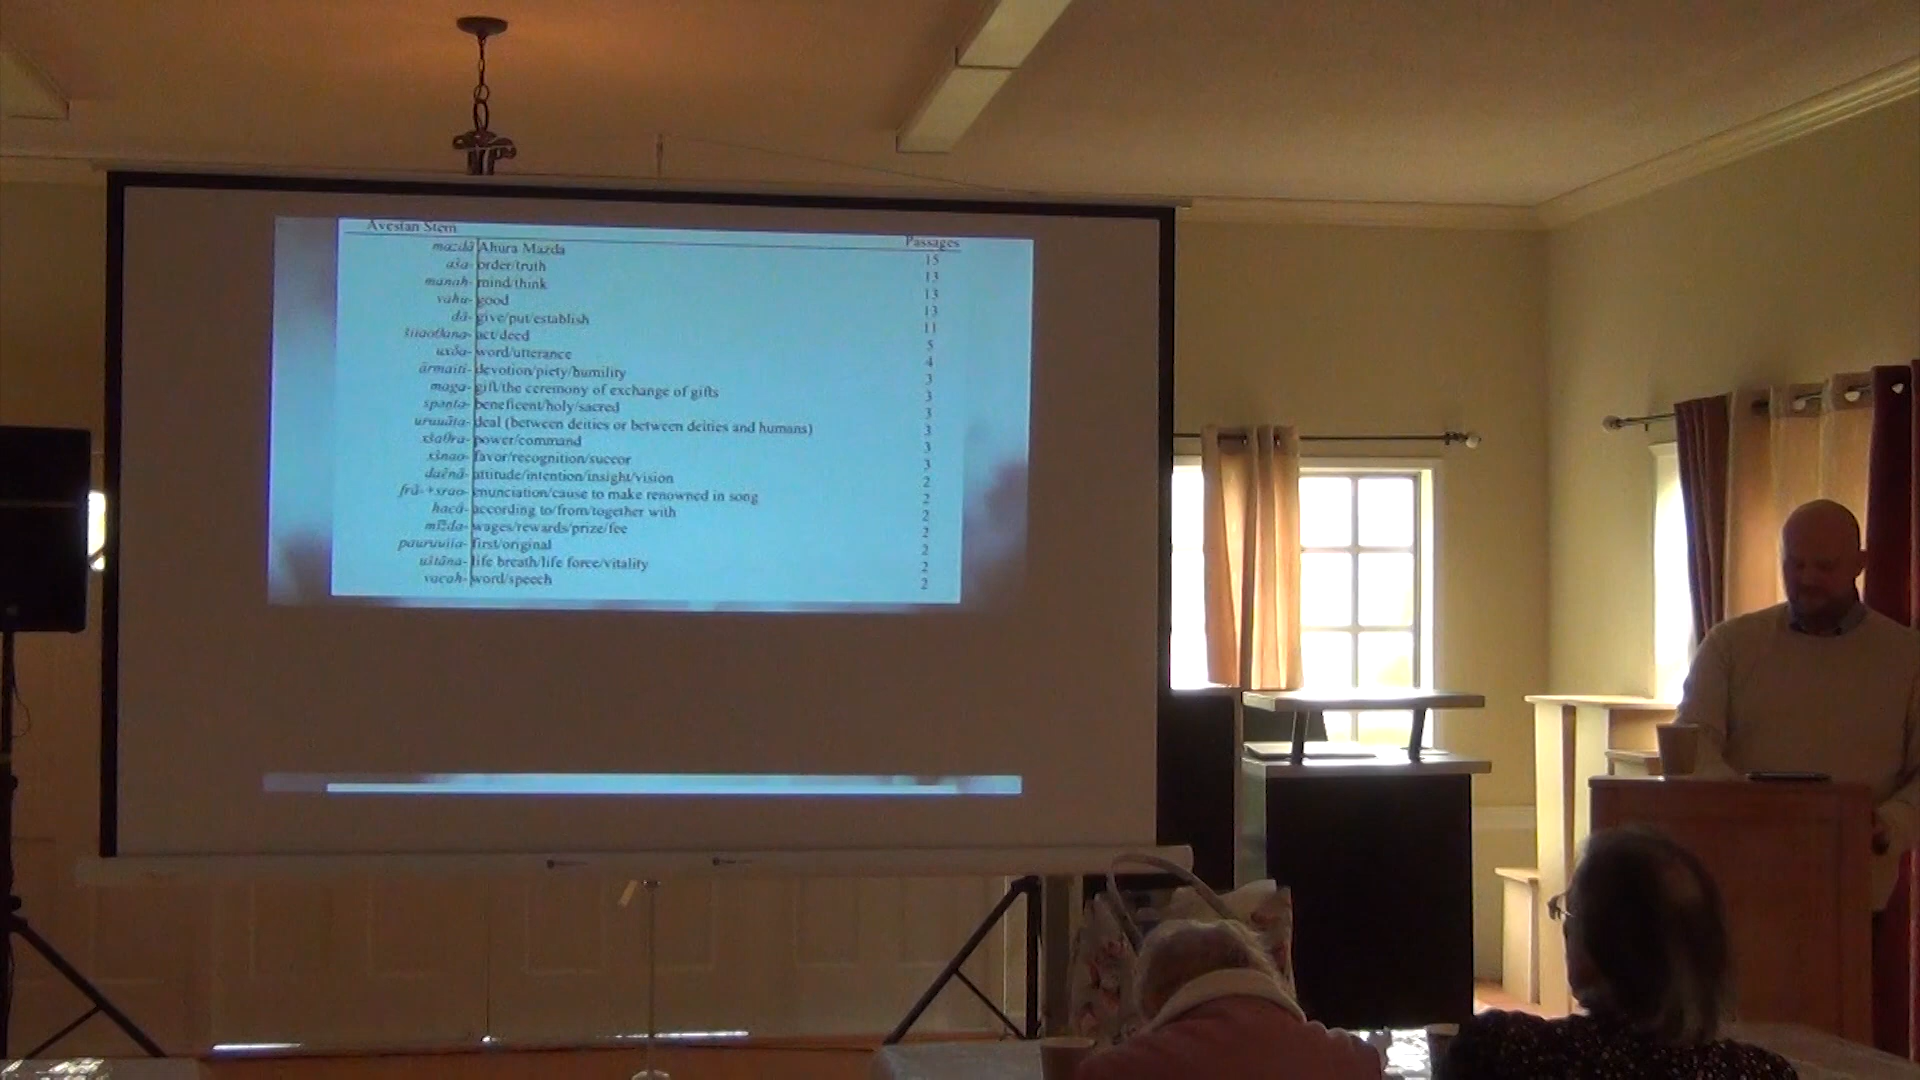 Avestan Stem Passages
mazdā Ahura Mazda 15
aša- order/truth 13
manah- mind/think 13
vohu- good 13
dā- give/put/establish 11
šiiaoθana- act/deed 5
uxδa- word/utterance 4
ārmaiti- devotion/piety/humility 3
maga- gift/the ceremony of exchange of gifts 3
spənta- beneficent/holy/sacred 3
uruuāta- deal (between deities or between deities and humans) 3
xšaθra- power/command 3
xšnao- favor/recognition/succor 3
daēnā- attitude/intention/insight/vision 2
frā-+srao- enunciation/cause to make renowned in song 2
hacā- according to/from/together with 2
mīžda- wages/rewards/prize/fee 2
pauruuiia- first/original 2
uštāna- life breath/life force/vitality 2
vacah- word/speech 2